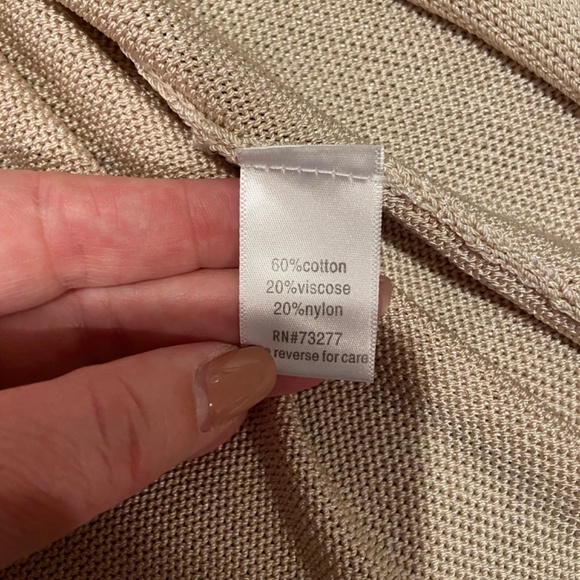 60%cotton
20%viscose
20%nylon
RN#73277
reverse for care